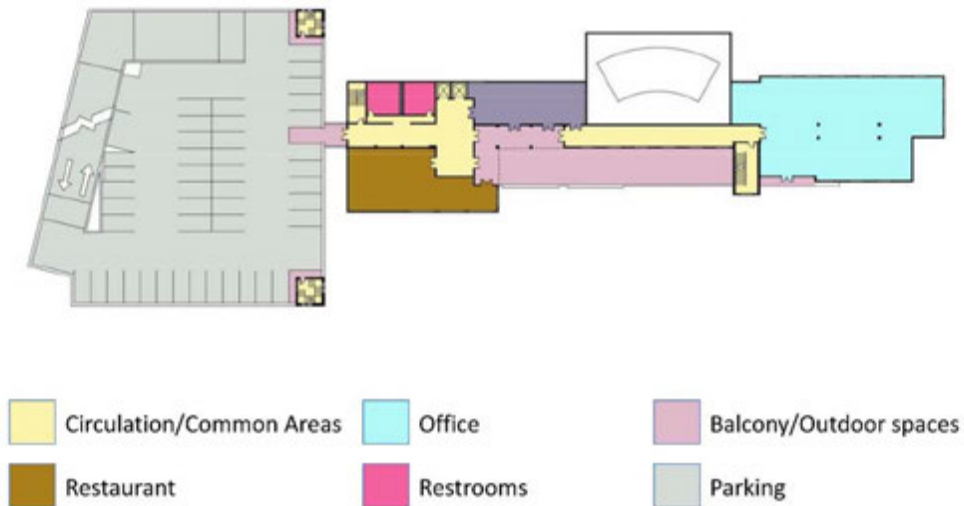 Circulation/Common Areas
Office
Balcony/Outdoor spaces
Restaurant
Restrooms
Parking